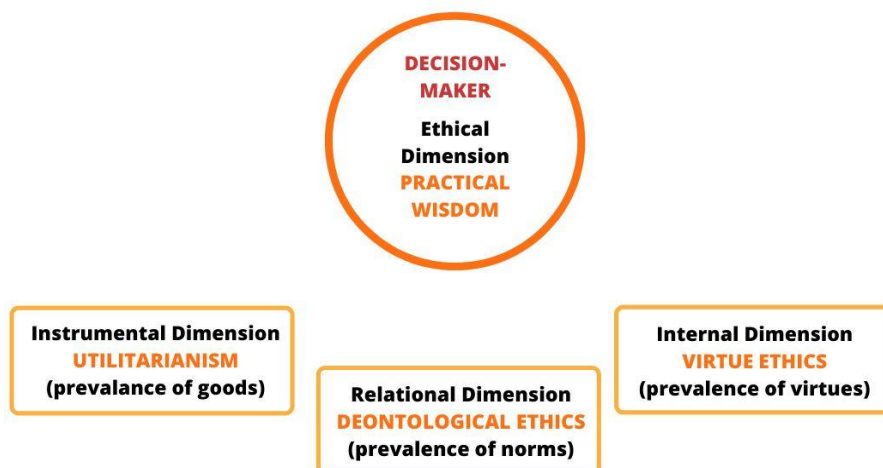 DECISION-
MAKER
Ethical
Dimension
PRACTICAL
WISDOM
Instrumental Dimension
UTILITARIANISM
(prevalance of goods)
Relational Dimension
DEONTOLOGICAL ETHICS
(prevalence of norms)
Internal Dimension
VIRTUE ETHICS
(prevalence of virtues)